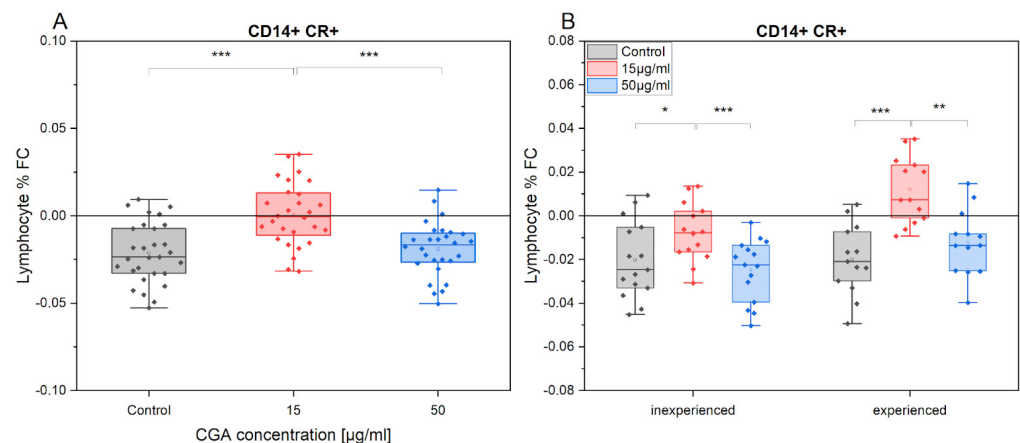 A
CD14+ CR+
Lymphocyte % FC
0.10
0.05
0.00
-0.05
-0.10
***
***
Control
15
50
CGA concentration [µg/ml]
B
CD14+ CR+
Lymphocyte % FC
0.08
0.06
0.04
0.02
0.00
-0.02
-0.04
-0.06
-0.08
Control
15µg/ml
50µg/ml
*
***
***
**
inexperienced
experienced